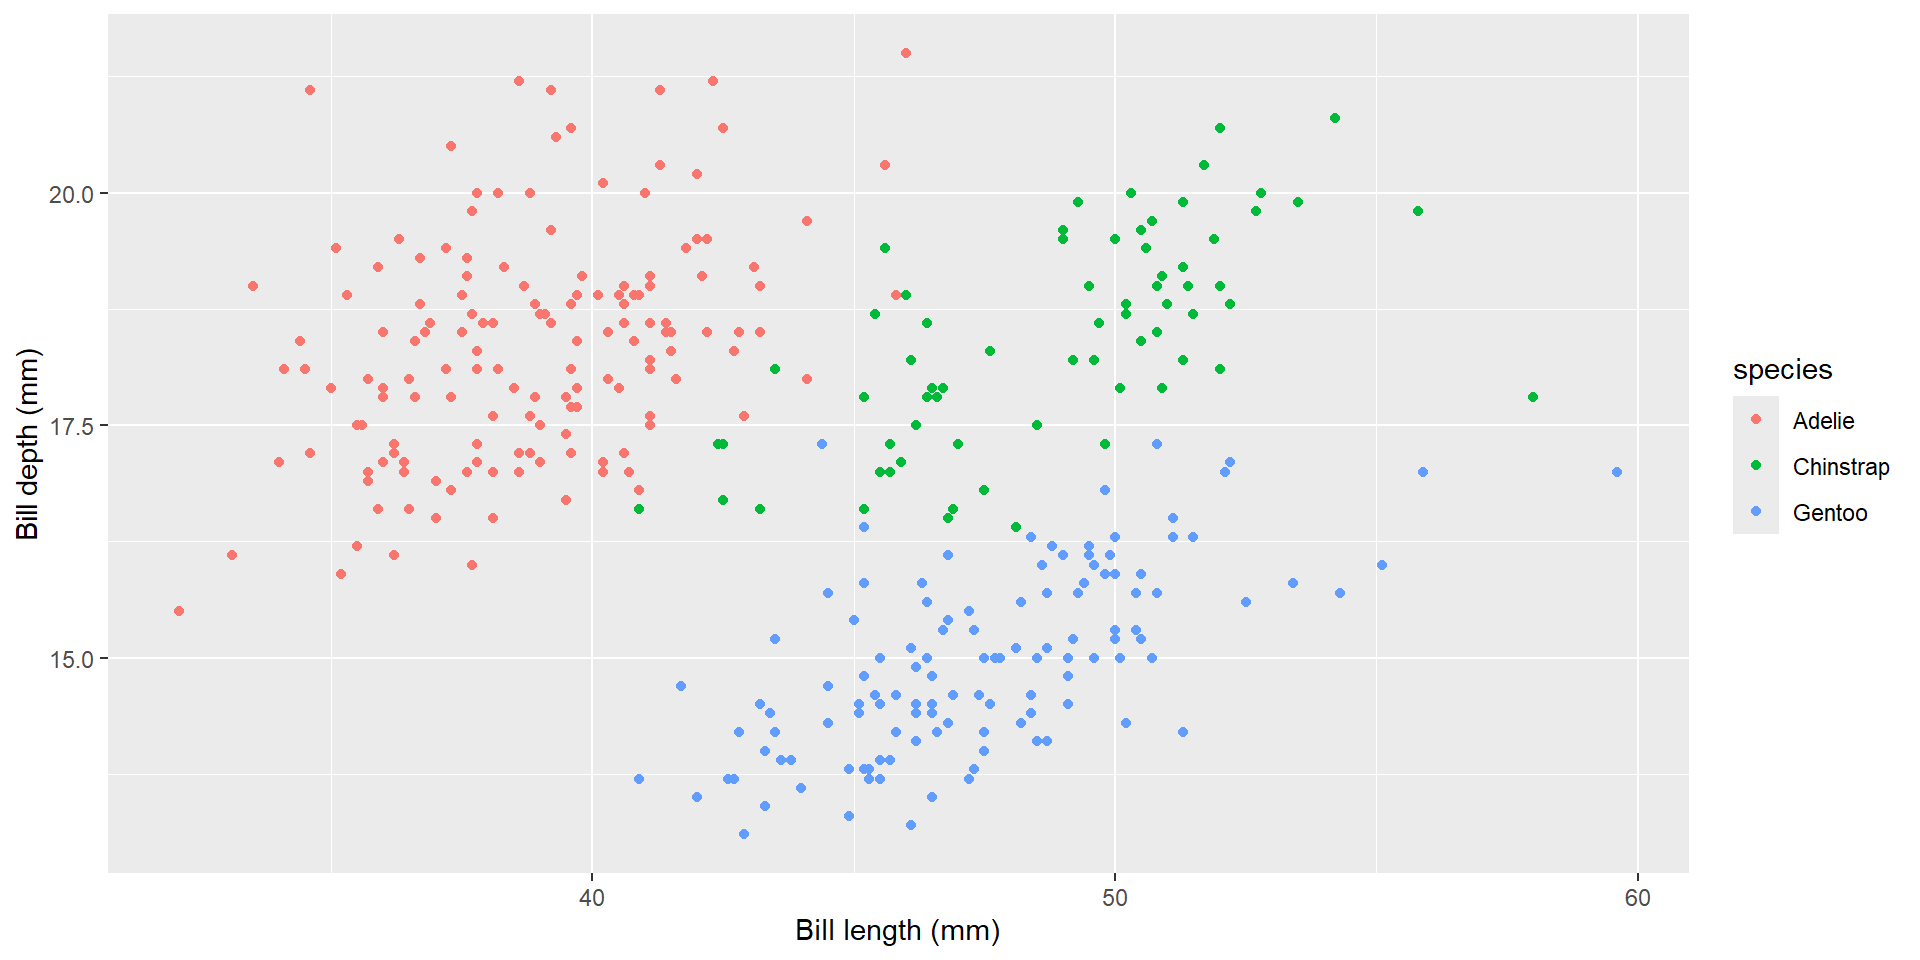 20.0
17.5
15.0
Bill depth (mm)
40 50 60
Bill length (mm)
species
Adelie
Chinstrap
Gentoo